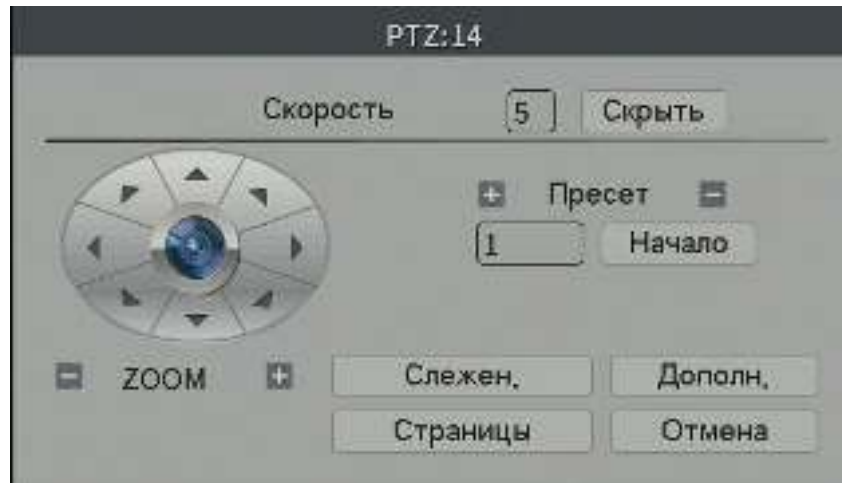 PTZ:14
Скорость 5 Скрыть
+ Пресет -
1 Начало
- ZOOM + Слежен, Дополн,
Страницы Отмена